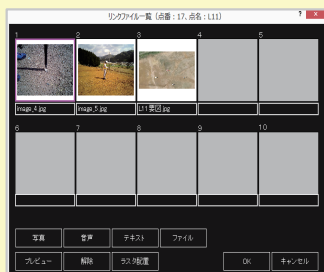 リンクファイル一覧 (点番：17、点名：L11)
? ×
1 2 3 4 5
image_4.jpg image_5.jpg L11要図.jpg
6 7 8 9 10
写真 音声 テキスト ファイル
プレビュー 解除 ラスタ配置 OK キャンセル